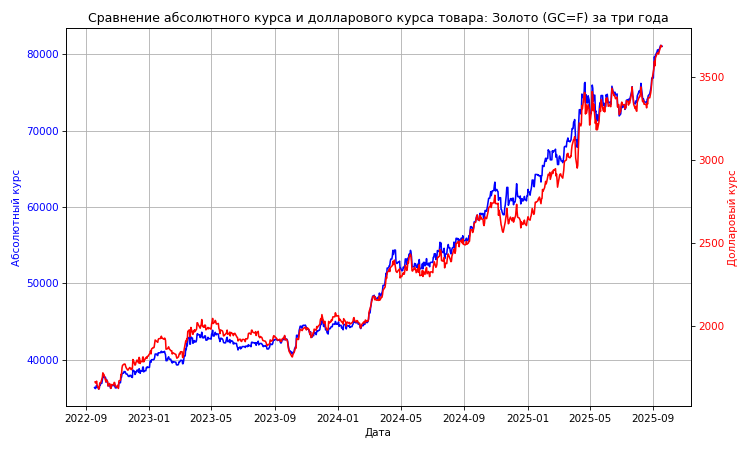 Сравнение абсолютного курса и долларового курса товара: Золото (GC=F) за три года
80000
70000
60000
50000
40000
Абсолютный курс
3500
3000
2500
2000
Долларовый курс
2022-09 2023-01 2023-05 2023-09 2024-01 2024-05 2024-09 2025-01 2025-05 2025-09
Дата